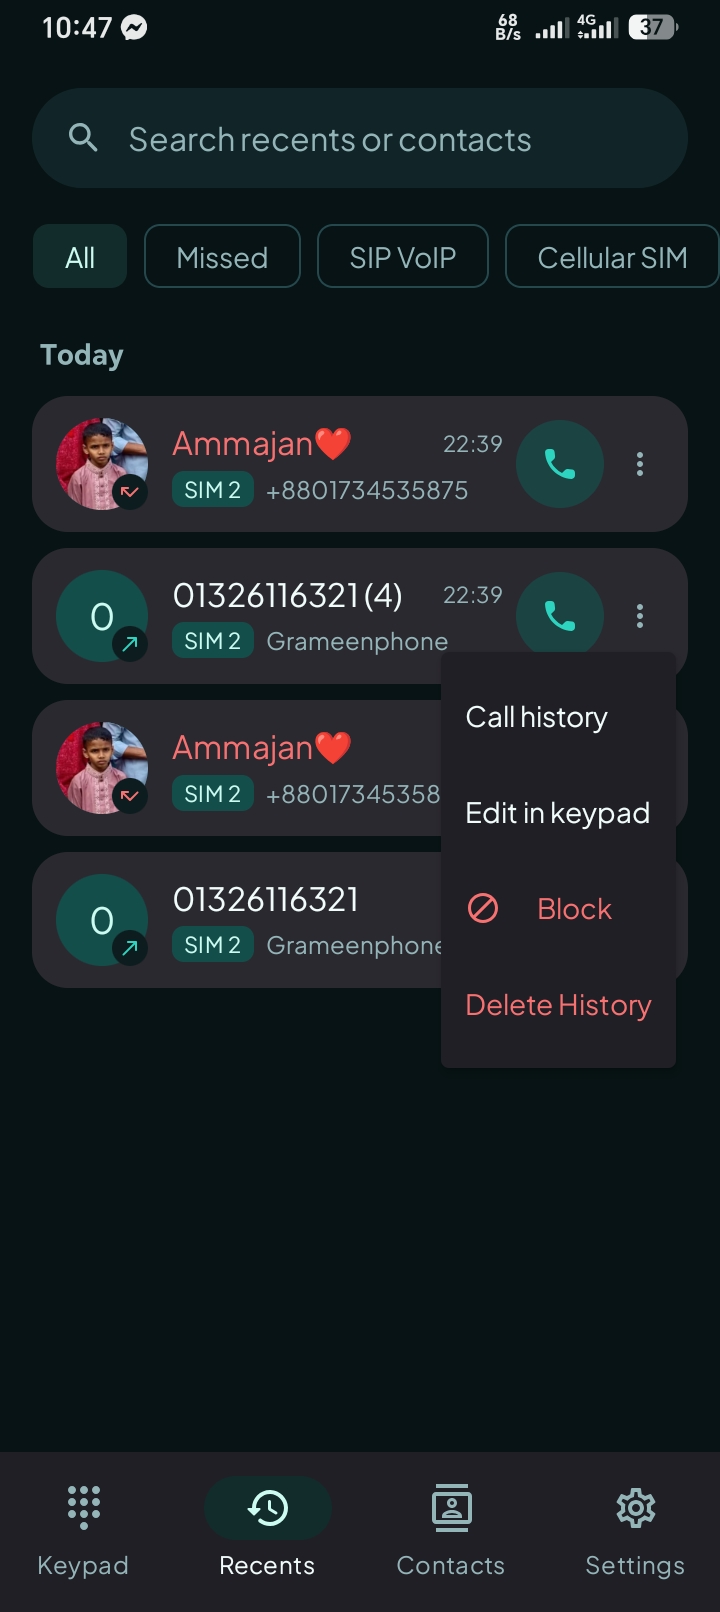 10:47 68 B/s 4G 37
Search recents or contacts
All Missed SIP VoIP Cellular SIM
Today
Ammajan❤️ 22:39
SIM 2 +8801734535875
0 01326116321 (4) 22:39
SIM 2 Grameenphone
Call history
Ammajan❤️
SIM 2 +88017345358
Edit in keypad
0 01326116321
Block
SIM 2 Grameenphone
Delete History
Keypad Recents Contacts Settings